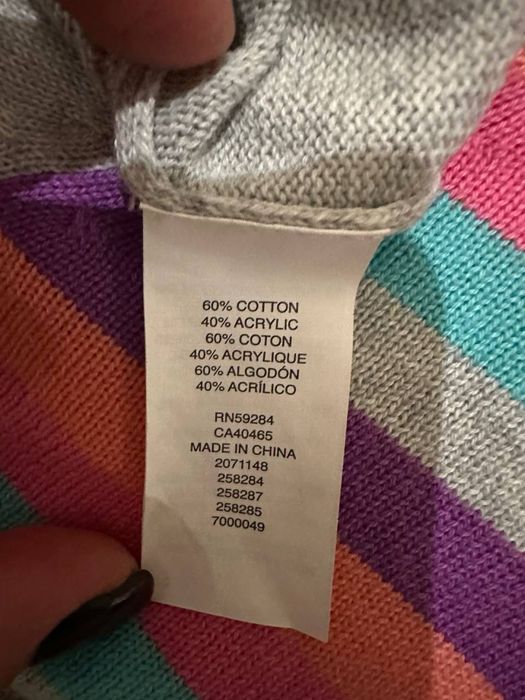 60% COTTON
40% ACRYLIC
60% COTON
40% ACRYLIQUE
60% ALGODÓN
40% ACRÍLICO
RN59284
CA40465
MADE IN CHINA
2071148
258284
258287
258285
7000049